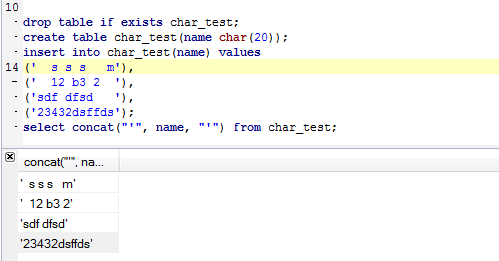 10
drop table if exists char_test;
create table char_test(name char(20));
insert into char_test(name) values
14 ('  s s s   m'),
('  12 b3 2  '),
('sdf dfsd   '),
('23432dsffds');
select concat("'", name, "'") from char_test;
concat("'", na...
'  s s s   m'
'  12 b3 2'
'sdf dfsd'
'23432dsffds'